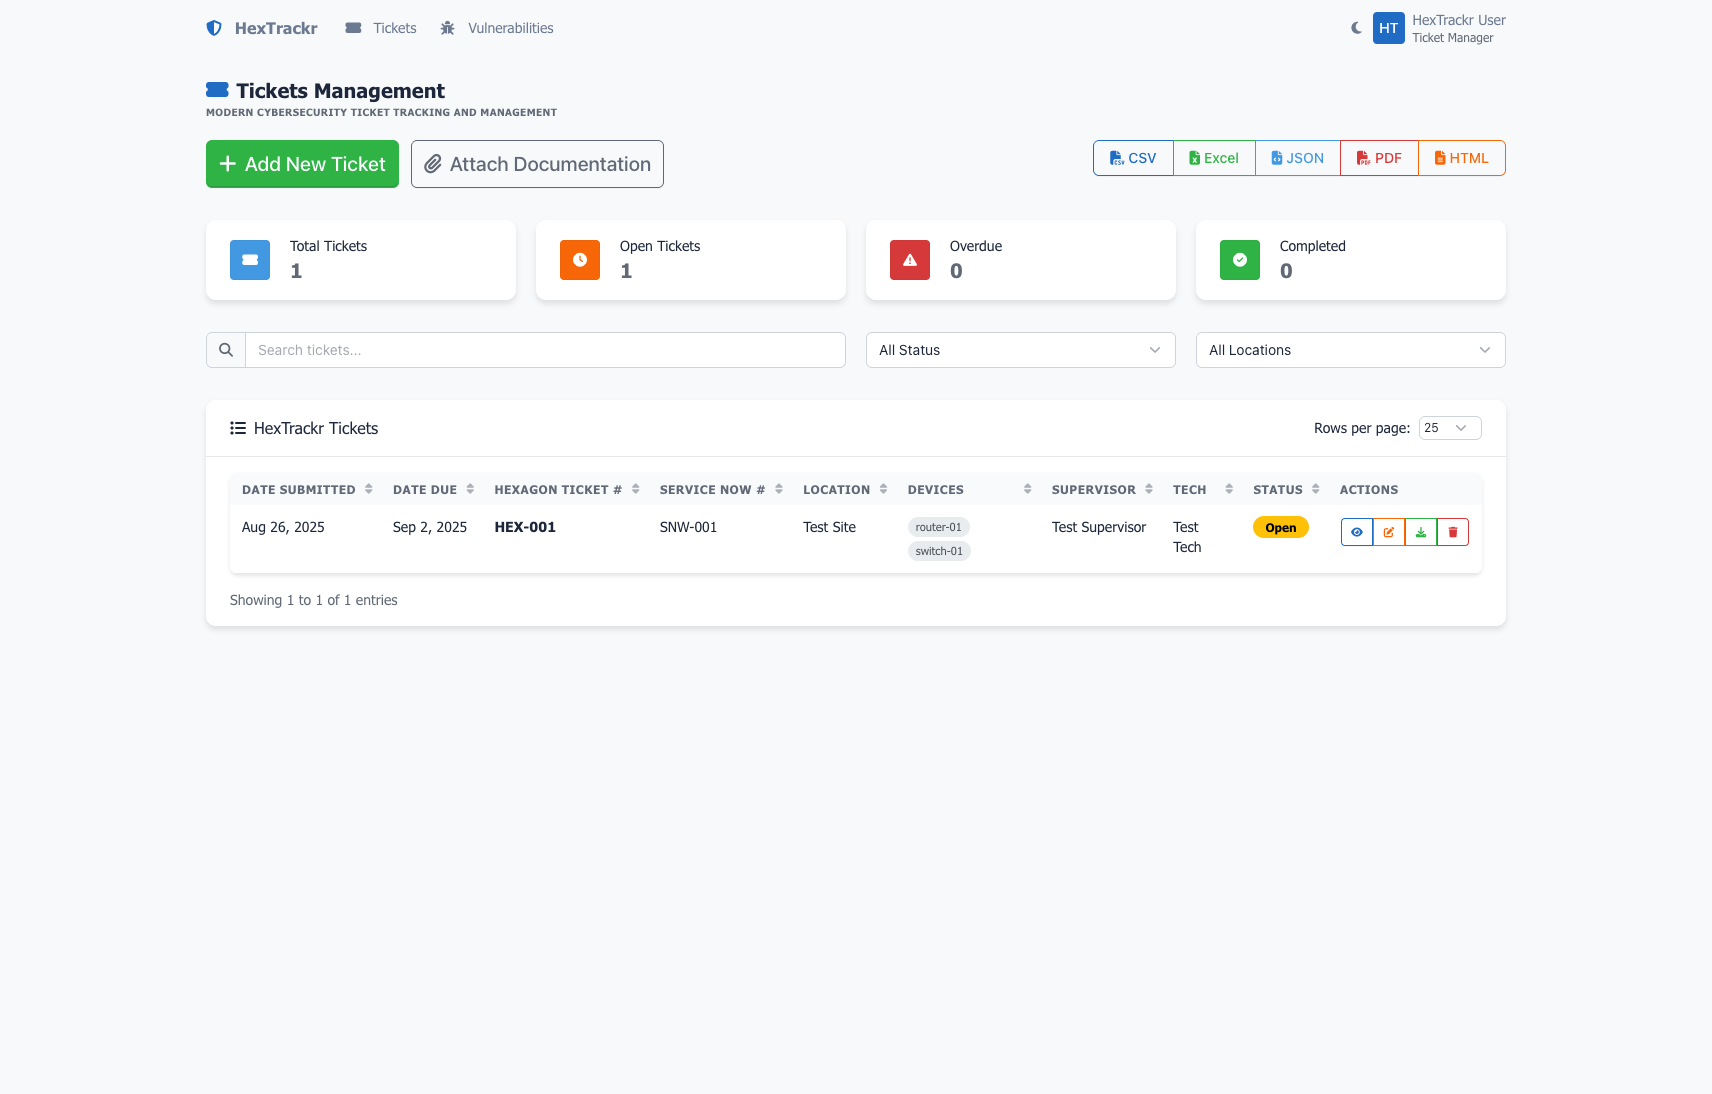 HexTrackr Tickets Vulnerabilities HT HexTrackr User
Ticket Manager
Tickets Management
MODERN CYBERSECURITY TICKET TRACKING AND MANAGEMENT
Add New Ticket Attach Documentation CSV Excel JSON PDF HTML
Total Tickets
1
Open Tickets
1
Overdue
0
Completed
0
Search tickets... All Status All Locations
HexTrackr Tickets Rows per page: 25
DATE SUBMITTED DATE DUE HEXAGON TICKET # SERVICE NOW # LOCATION DEVICES SUPERVISOR TECH STATUS ACTIONS
Aug 26, 2025 Sep 2, 2025 HEX-001 SNW-001 Test Site router-01 Test Supervisor Test Open
switch-01 Tech
Showing 1 to 1 of 1 entries